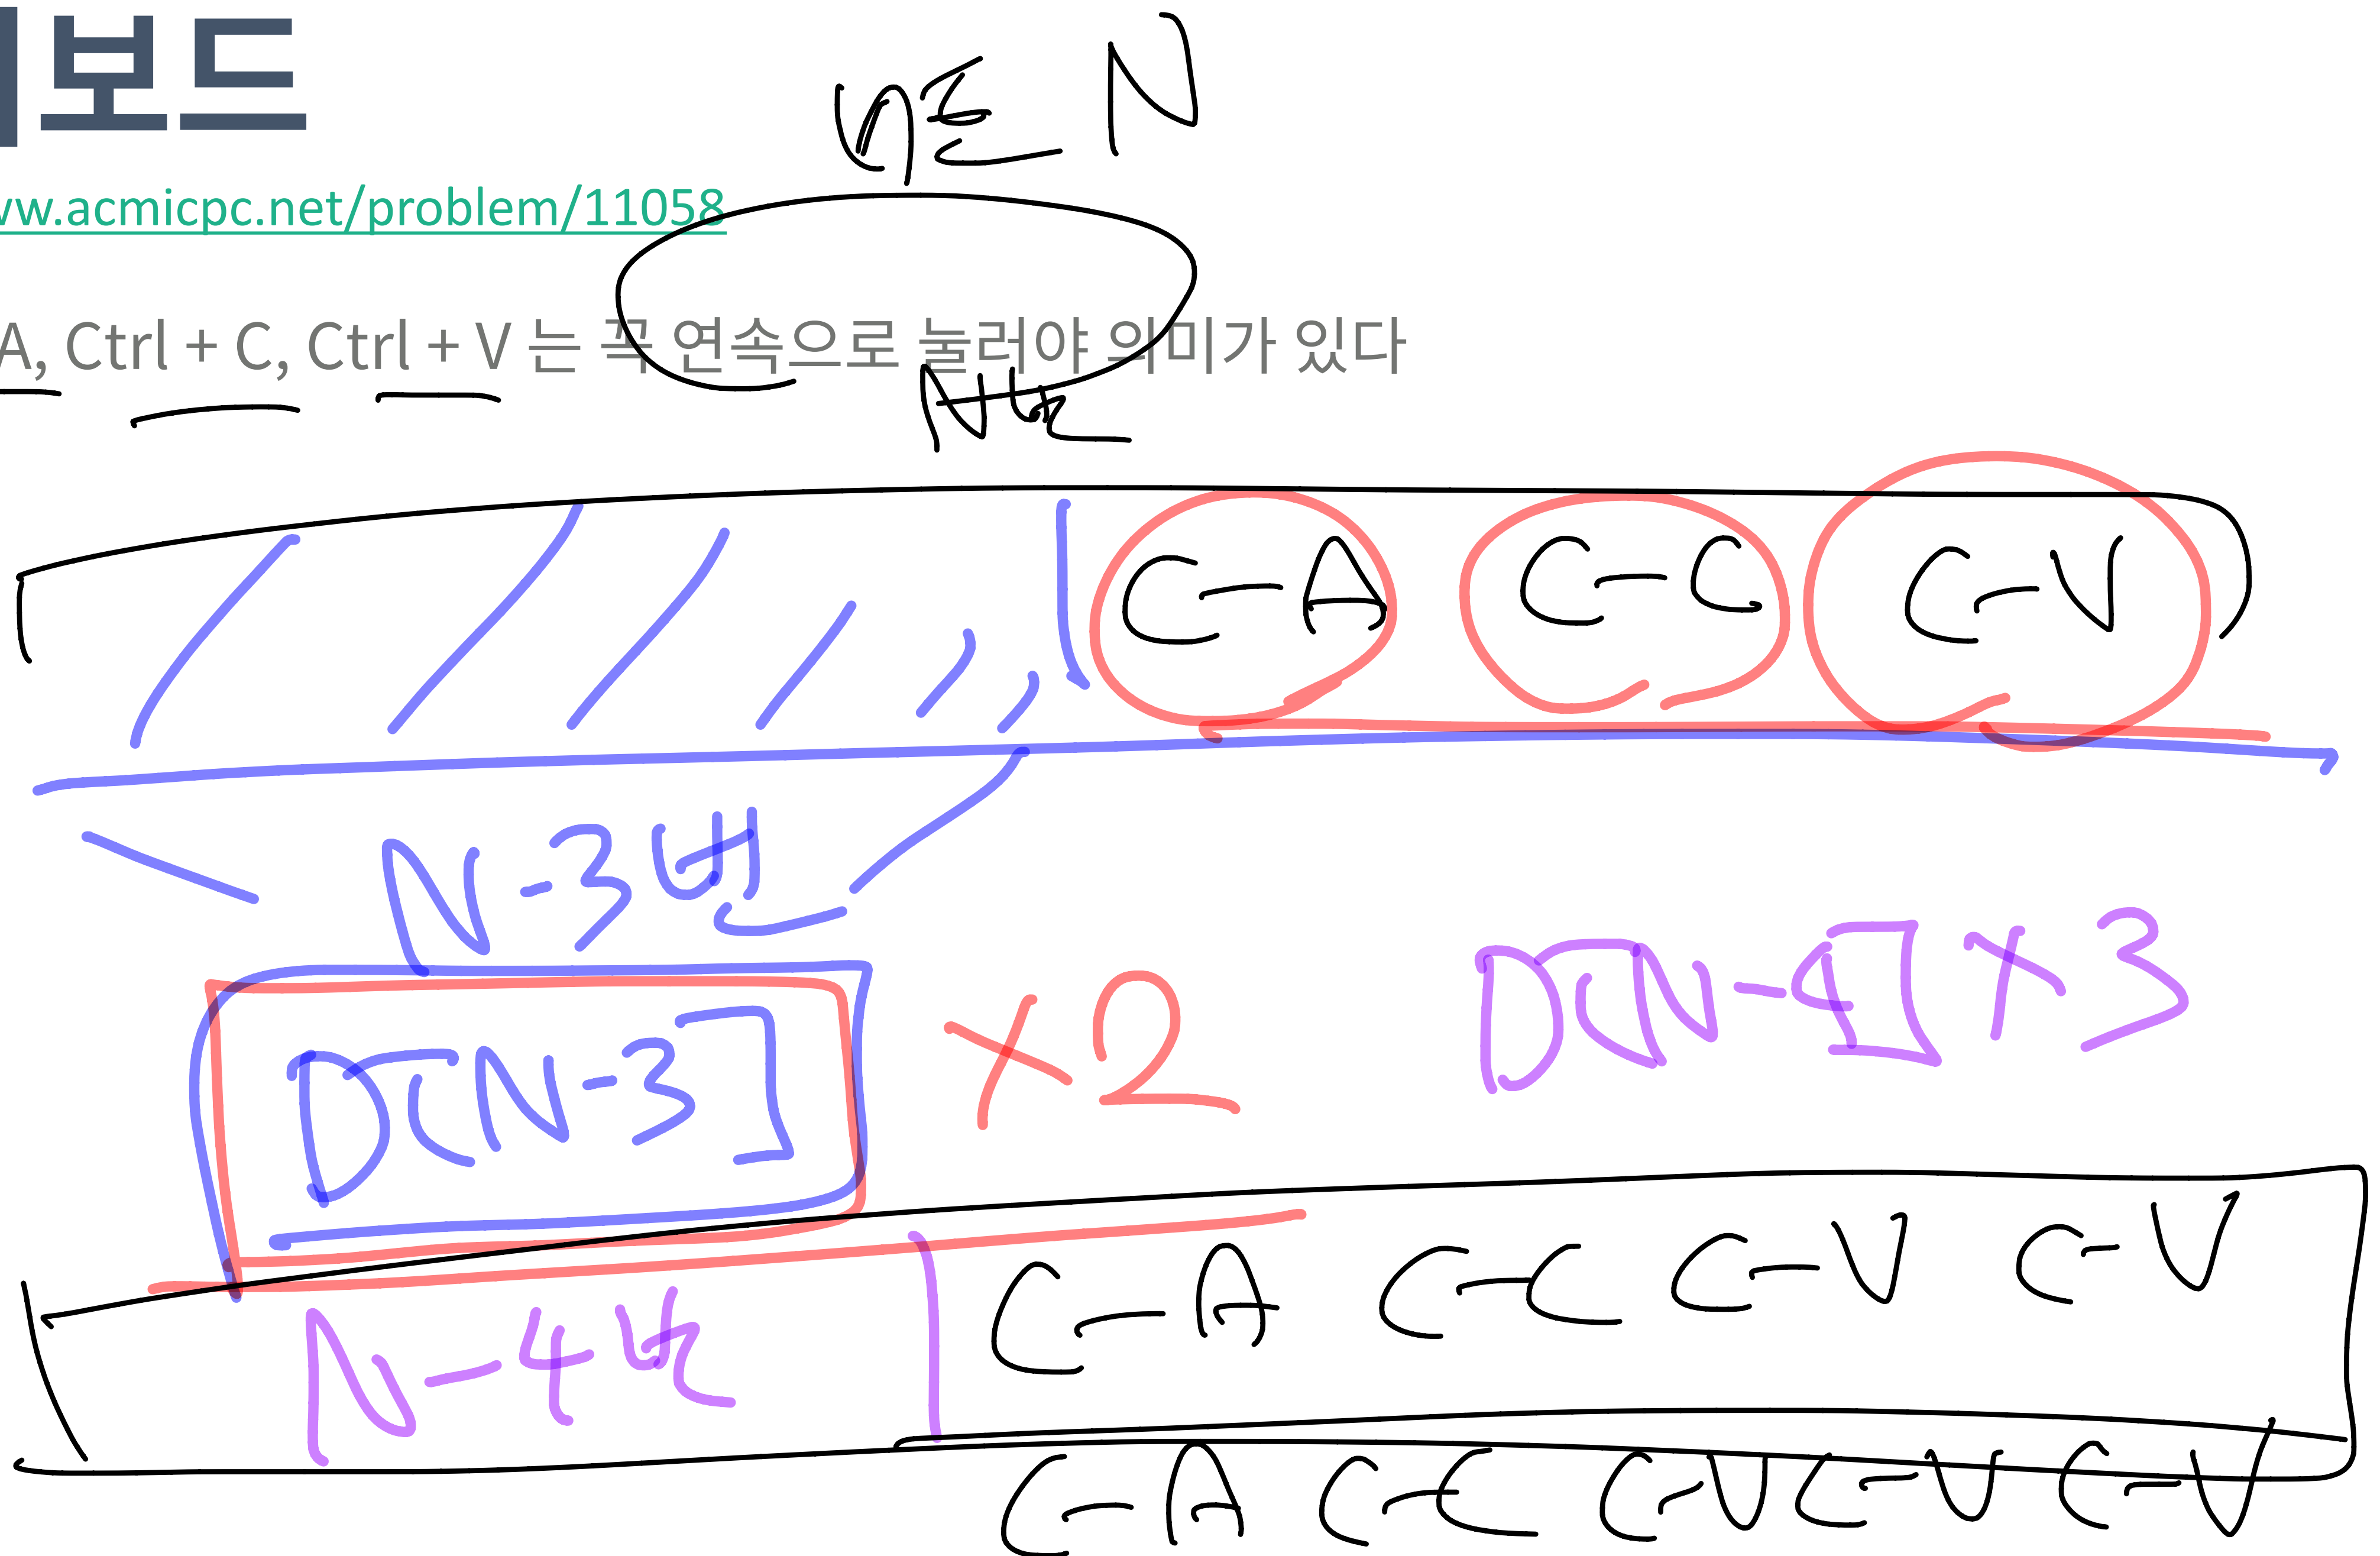 보드
버튼 N
ww.acmicpc.net/problem/11058
A, Ctrl + C, Ctrl + V 는 꼭 연속으로 눌러야 의미가 있다
N번
C-A C-C C-V
N-3번
D[N-3] ×2 D[N-4] × 3
N-4번 C-A C-C C-V C-V
C-A C-C C-V C-V C-V